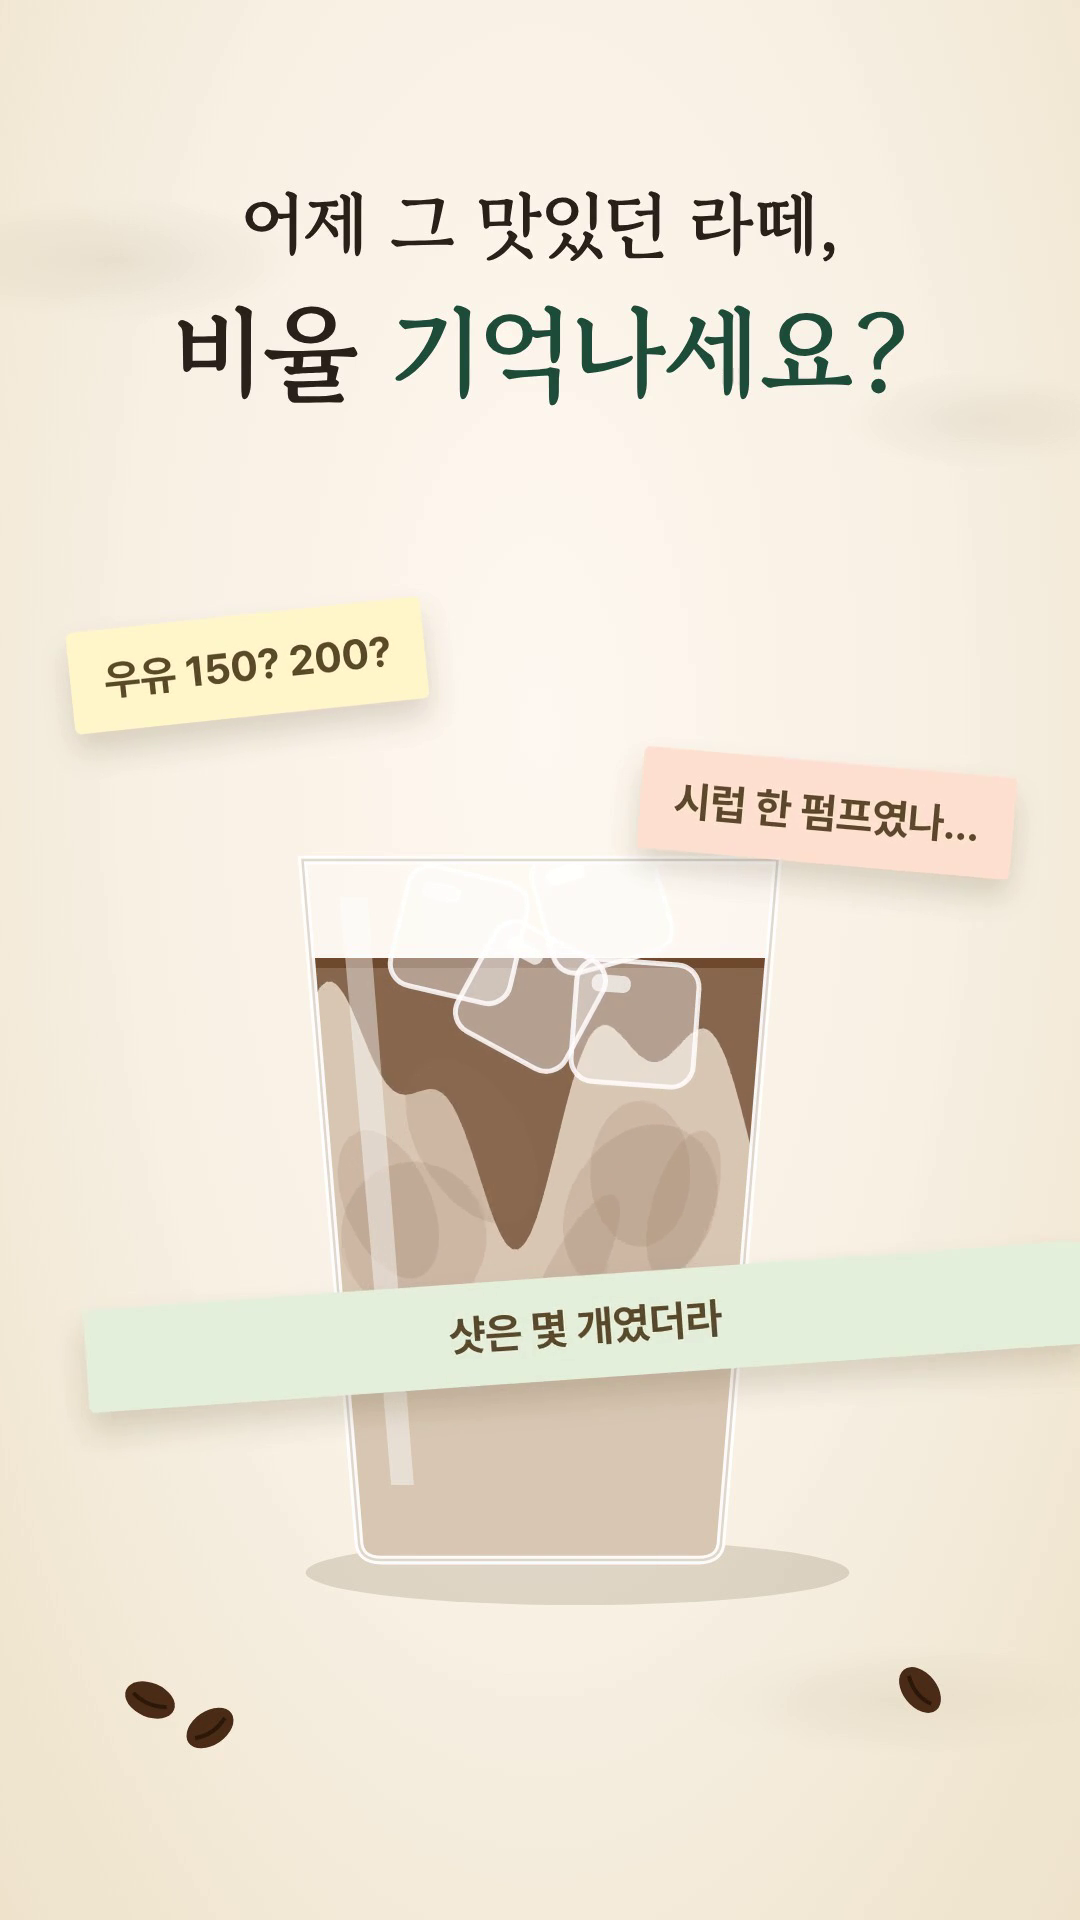 어제 그 맛있던 라떼,
비율 기억나세요?
우유 150? 200?
시럽 한 펌프였나...
샷은 몇 개였더라